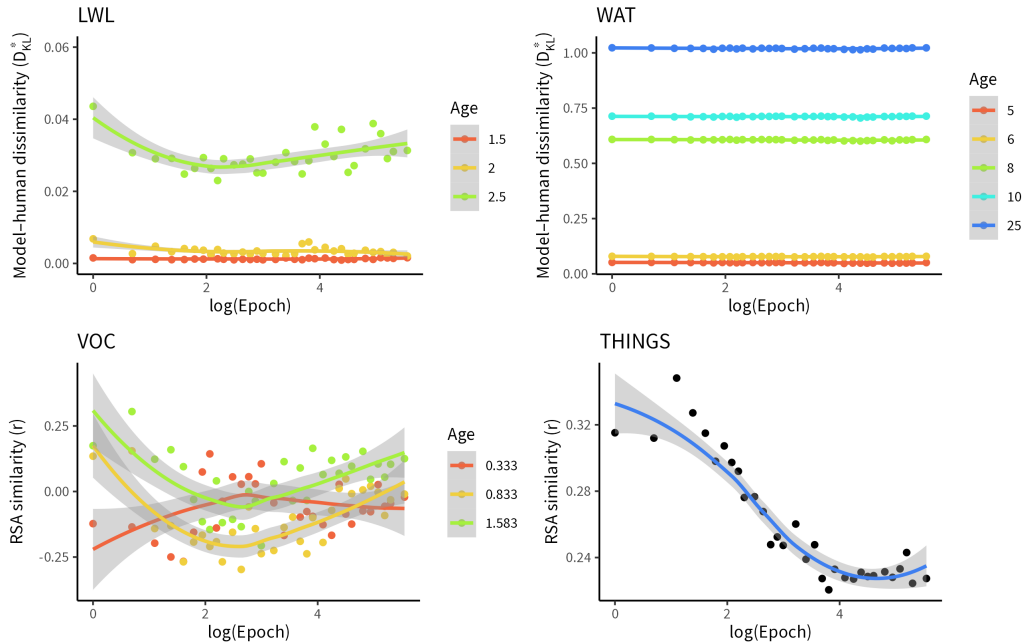 LWL
Model-human dissimilarity (D*KL)
0.06
0.04
0.02
0.00
0
2
4
log(Epoch)
Age
1.5
2
2.5
WAT
Model-human dissimilarity (D*KL)
1.00
0.75
0.50
0.25
0.00
0
2
4
log(Epoch)
Age
5
6
8
10
25
VOC
RSA similarity (r)
0.25
0.00
-0.25
0
2
4
log(Epoch)
Age
0.333
0.833
1.583
THINGS
RSA similarity (r)
0.32
0.28
0.24
0
2
4
log(Epoch)